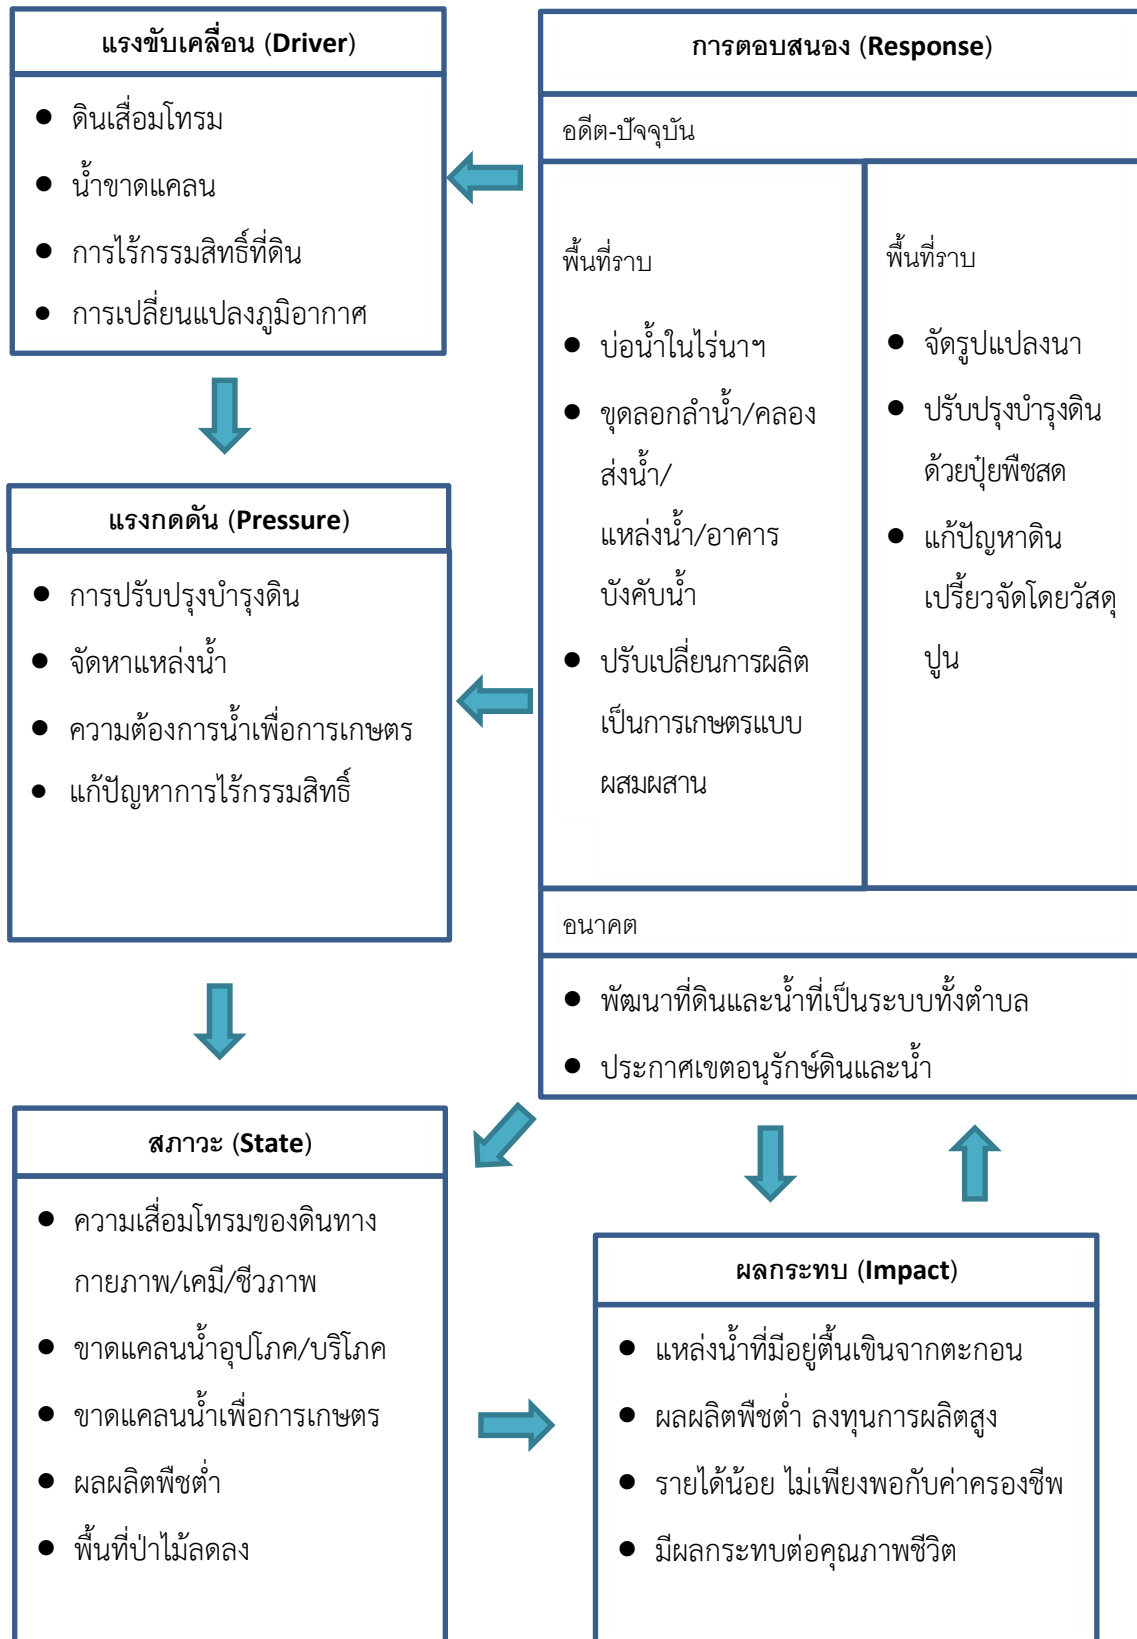 แรงขับเคลื่อน (Driver)
ดินเสื่อมโทรม
น้ำขาดแคลน
การไร้กรรมสิทธิ์ที่ดิน
การเปลี่ยนแปลงภูมิอากาศ
แรงกดดัน (Pressure)
การปรับปรุงบำรุงดิน
จัดหาแหล่งน้ำ
ความต้องการน้ำเพื่อการเกษตร
แก้ปัญหาการไร้กรรมสิทธิ์
สภาวะ (State)
ความเสื่อมโทรมของดินทาง
กายภาพ/เคมี/ชีวภาพ
ขาดแคลนน้ำอุปโภค/บริโภค
ขาดแคลนน้ำเพื่อการเกษตร
ผลผลิตพืชต่ำ
พื้นที่ป่าไม้ลดลง
การตอบสนอง (Response)
อดีต-ปัจจุบัน
พื้นที่ราบ
บ่อน้ำในไร่นาฯ
ขุดลอกลำน้ำ/คลอง
ส่งน้ำ/
แหล่งน้ำ/อาคาร
บังคับน้ำ
ปรับเปลี่ยนการผลิต
เป็นการเกษตรแบบ
ผสมผสาน
พื้นที่ราบ
จัดรูปแปลงนา
ปรับปรุงบำรุงดิน
ด้วยปุ๋ยพืชสด
แก้ปัญหาดิน
เปรี้ยวจัดโดยวัสดุ
ปูน
อนาคต
พัฒนาที่ดินและน้ำที่เป็นระบบทั้งตำบล
ประกาศเขตอนุรักษ์ดินและน้ำ
ผลกระทบ (Impact)
แหล่งน้ำที่มีอยู่ตื้นเขินจากตะกอน
ผลผลิตพืชต่ำ ลงทุนการผลิตสูง
รายได้น้อย ไม่เพียงพอกับค่าครองชีพ
มีผลกระทบต่อคุณภาพชีวิต